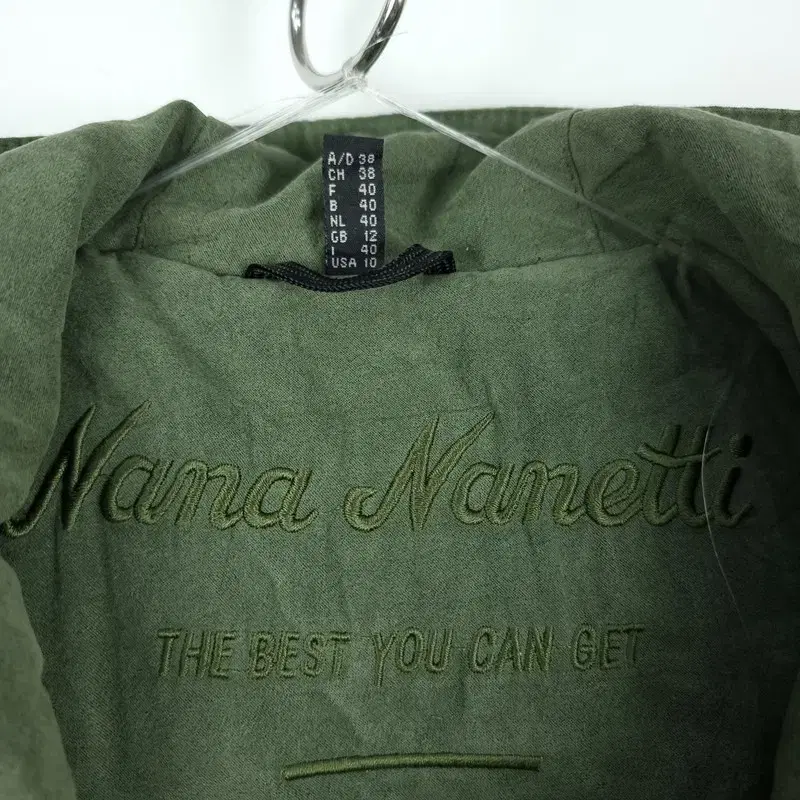 A/D 38
CH 38
F 40
B 40
NL 40
GB 12
I 40
USA 10
Nana Nanetti
THE BEST YOU CAN GET